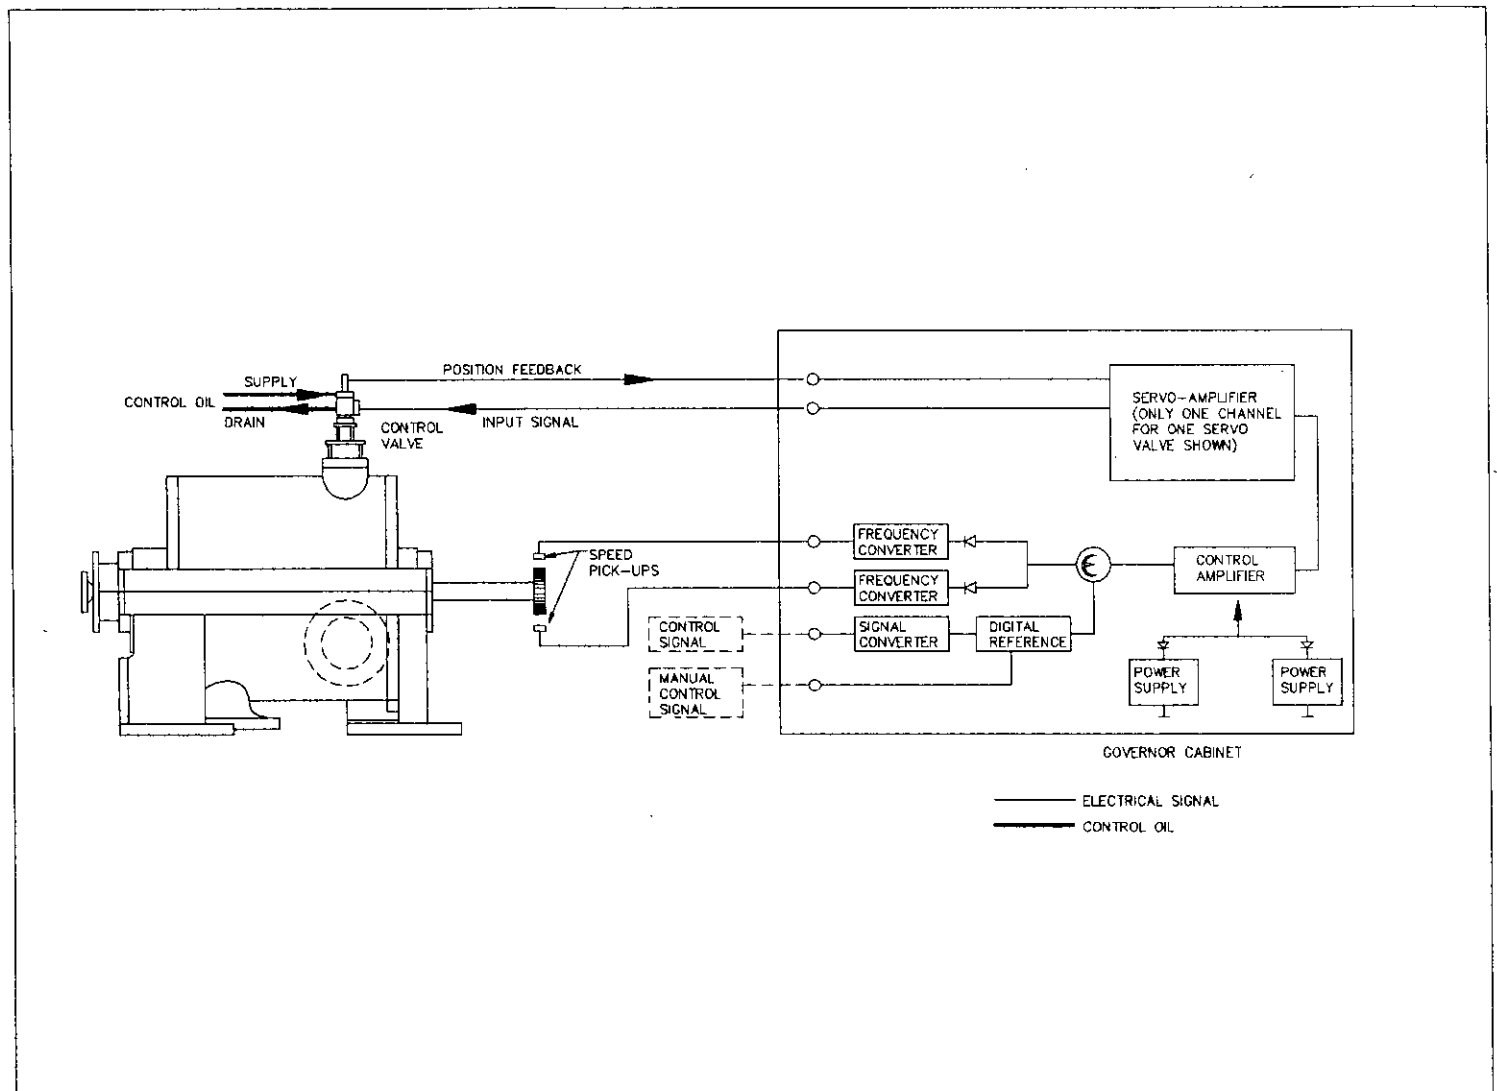 POSITION FEEDBACK
SUPPLY
CONTROL OIL
DRAIN
CONTROL
VALVE
INPUT SIGNAL
SERVO-AMPLIFIER
(ONLY ONE CHANNEL
FOR ONE SERVO
VALVE SHOWN)
SPEED
PICK-UPS
FREQUENCY
CONVERTER
FREQUENCY
CONVERTER
CONTROL
AMPLIFIER
CONTROL
SIGNAL
SIGNAL
CONVERTER
DIGITAL
REFERENCE
MANUAL
CONTROL
SIGNAL
POWER
SUPPLY
POWER
SUPPLY
GOVERNOR CABINET
ELECTRICAL SIGNAL
CONTROL OIL